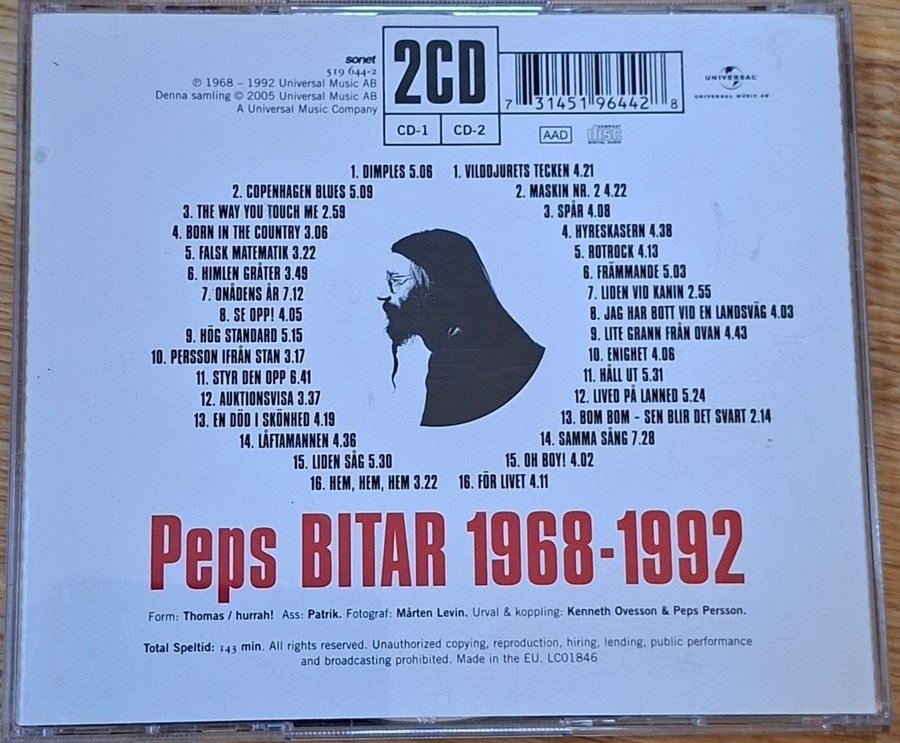 sonet
519 644-2
℗ 1968 – 1992 Universal Music AB
Denna samling © 2005 Universal Music AB
A Universal Music Company
2CD
CD-1 CD-2
7 31451 96442 8
AAD
COMPACT
disc
DIGITAL AUDIO
UNIVERSAL
UNIVERSAL MUSIC AB
1. DIMPLES 5.06
2. COPENHAGEN BLUES 5.09
3. THE WAY YOU TOUCH ME 2.59
4. BORN IN THE COUNTRY 3.06
5. FALSK MATEMATIK 3.22
6. HIMLEN GRÅTER 3.49
7. ONÅDENS ÅR 7.12
8. SE OPP! 4.05
9. HÖG STANDARD 5.15
10. PERSSON IFRÅN STAN 3.17
11. STYR DEN OPP 6.41
12. AUKTIONSVISA 3.37
13. EN DÖD I SKÖNHED 4.19
14. LÅFTAMANNEN 4.36
15. LIDEN SÅG 5.30
16. HEM, HEM, HEM 3.22
1. VILDDJURETS TECKEN 4.21
2. MASKIN NR. 2 4.22
3. SPÅR 4.08
4. HYRESKASERN 4.38
5. ROTROCK 4.13
6. FRÄMMANDE 5.03
7. LIDEN VID KANIN 2.55
8. JAG HAR BOTT VID EN LANDSVÄG 4.03
9. LITE GRANN FRÅN OVAN 4.43
10. ENIGHET 4.06
11. HÅLL UT 5.31
12. LIVED PÅ LANNED 5.24
13. BOM BOM - SEN BLIR DET SVART 2.14
14. SAMMA SÅNG 7.28
15. OH BOY! 4.02
16. FÖR LIVET 4.11
Peps BITAR 1968-1992
Form: Thomas / hurrah! Ass: Patrik. Fotograf: Mårten Levin. Urval & koppling: Kenneth Ovesson & Peps Persson.
Total Speltid: 143 min. All rights reserved. Unauthorized copying, reproduction, hiring, lending, public performance
and broadcasting prohibited. Made in the EU. LC01846